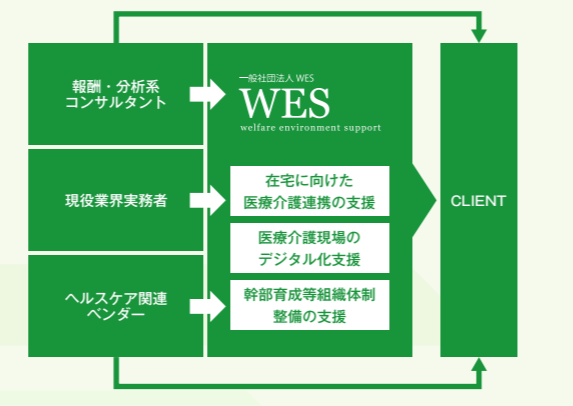 報酬・分析系
コンサルタント
現役業界実務者
ヘルスケア関連
ベンダー
一般社団法人 WES
WES
welfare environment support
在宅に向けた
医療介護連携の支援
医療介護現場の
デジタル化支援
幹部育成等組織体制
整備の支援
CLIENT